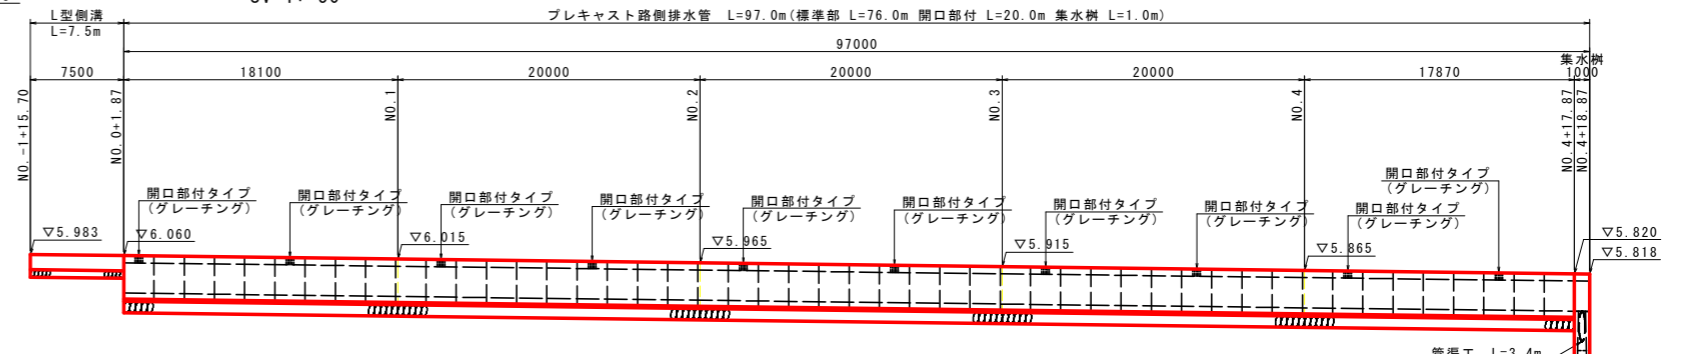 L型側溝
L=7.5m
プレキャスト路側排水管 L=97.0m(標準部 L=76.0m 開口部付 L=20.0m 集水桝 L=1.0m)
97000
集水桝
7500
18100
20000
20000
20000
17870
1000
NO.-1+15.70
NO.0+1.87
NO.1
NO.2
NO.3
NO.4
NO.4+17.87
NO.4+18.87
開口部付タイプ
(グレーチング)
開口部付タイプ
(グレーチング)
開口部付タイプ
(グレーチング)
開口部付タイプ
(グレーチング)
開口部付タイプ
(グレーチング)
開口部付タイプ
(グレーチング)
開口部付タイプ
(グレーチング)
開口部付タイプ
(グレーチング)
開口部付タイプ
(グレーチング)
開口部付タイプ
(グレーチング)
▽5.983
▽6.060
▽6.015
▽5.965
▽5.915
▽5.865
▽5.820
▽5.818
管渠工 L=3.4m